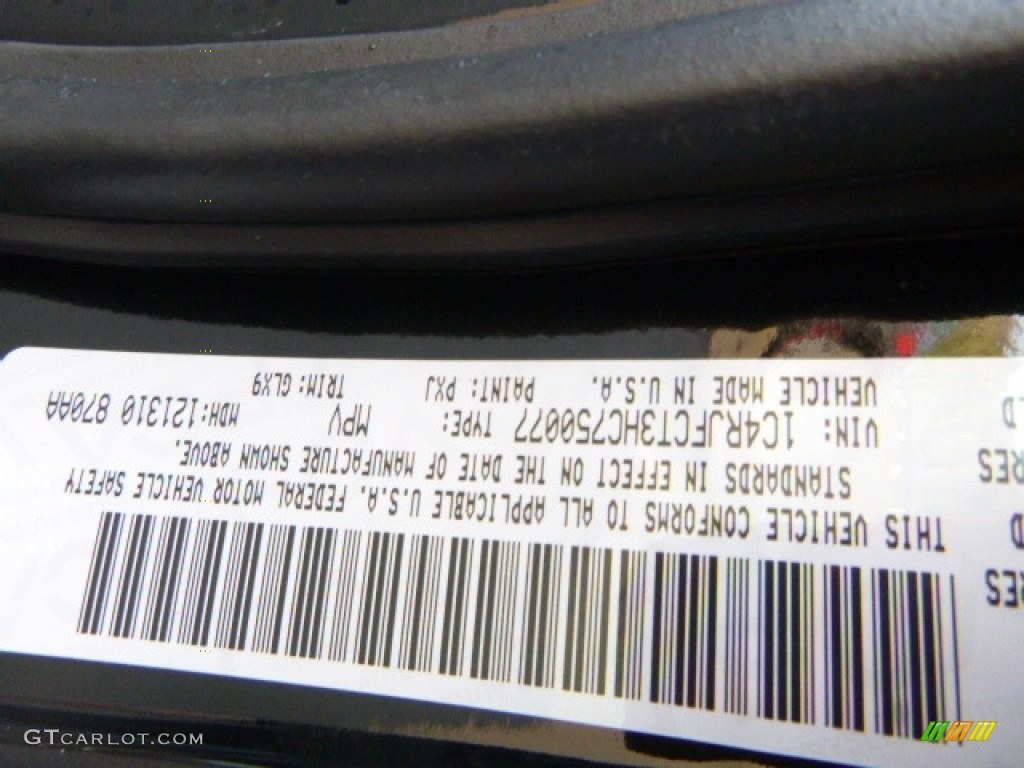 THIS VEHICLE CONFORMS TO ALL APPLICABLE U.S.A. FEDERAL MOTOR VEHICLE SAFETY
STANDARDS IN EFFECT ON THE DATE OF MANUFACTURE SHOWN ABOVE.
VIN: 1C4RJFCT3HC750077 TYPE: MPV MDH:121310 870AA
VEHICLE MADE IN U.S.A. PAINT: PXJ TRIM: GLX9
GTCARLOT.COM